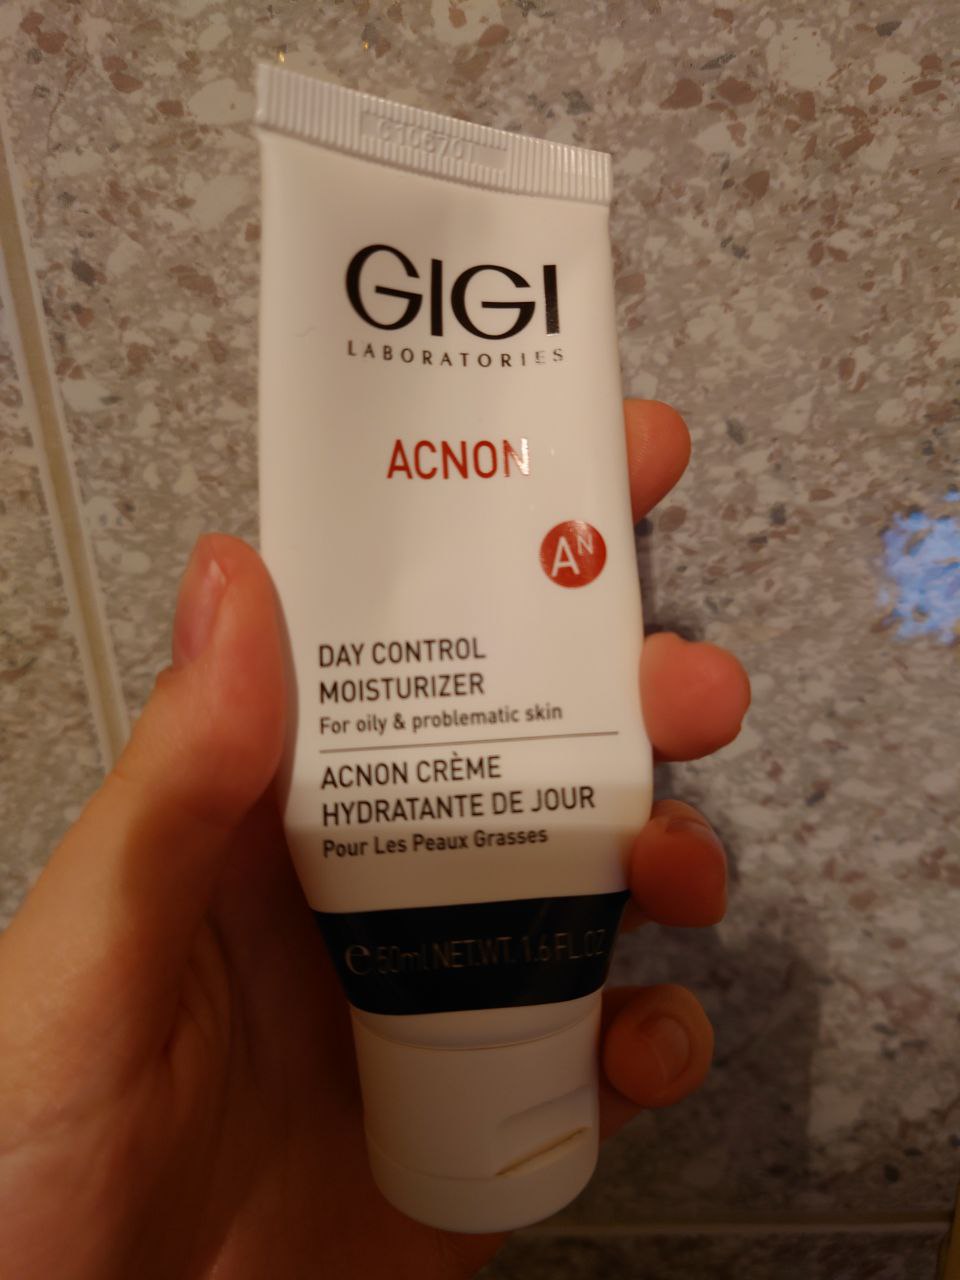 GIGI
LABORATORIES
ACNON
AN
DAY CONTROL
MOISTURIZER
For oily & problematic skin
ACNON CRÈME
HYDRATANTE DE JOUR
Pour Les Peaux Grasses
℮ 50ml NET.WT. 1.6 FL.OZ